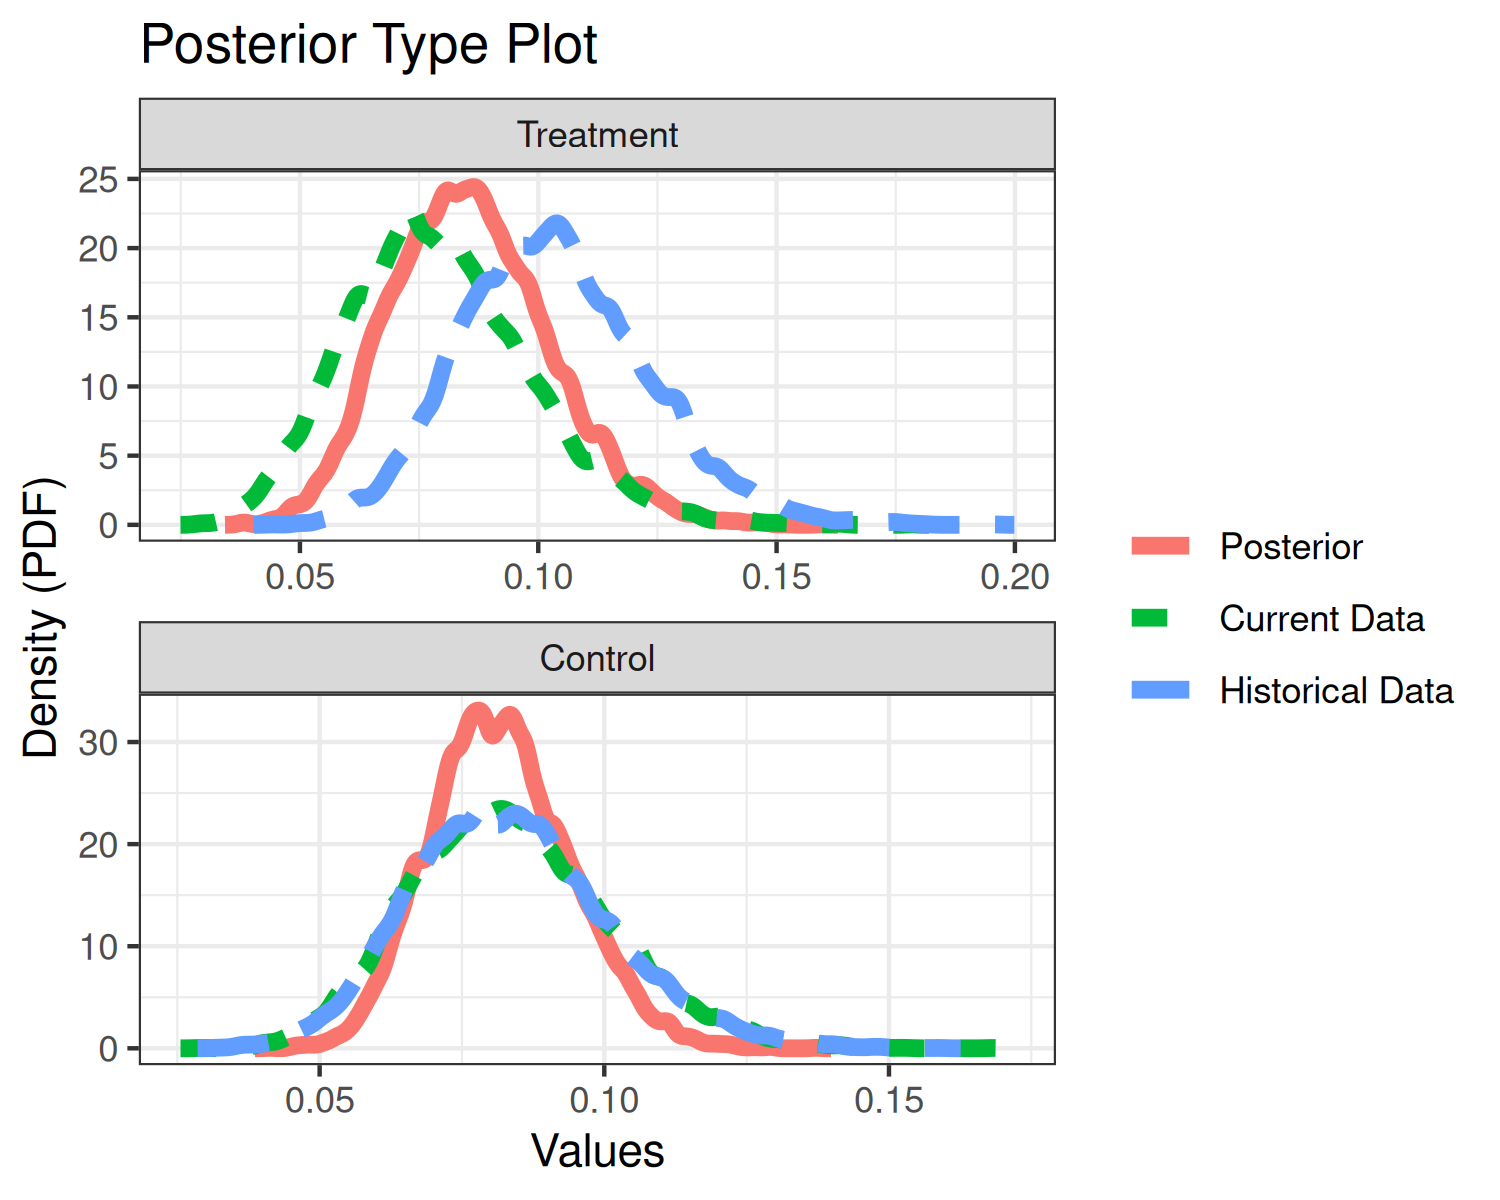 Posterior Type Plot
Treatment
25
20
15
10
5
0
0.05 0.10 0.15 0.20
Density (PDF)
Control
30
20
10
0
0.05 0.10 0.15
Values
Posterior
Current Data
Historical Data